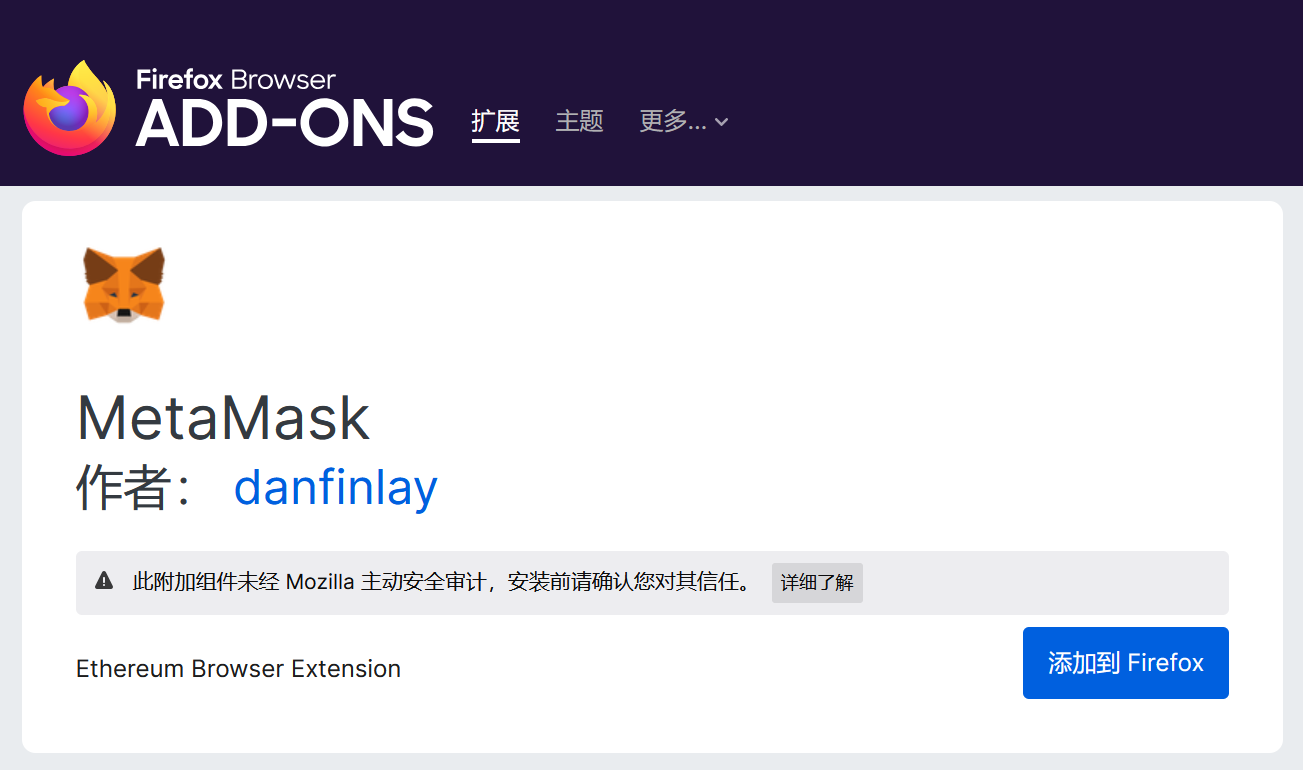 Firefox Browser
ADD-ONS
扩展 主题 更多...
MetaMask
作者： danfinlay
此附加组件未经 Mozilla 主动安全审计，安装前请确认您对其信任。 详细了解
Ethereum Browser Extension
添加到 Firefox